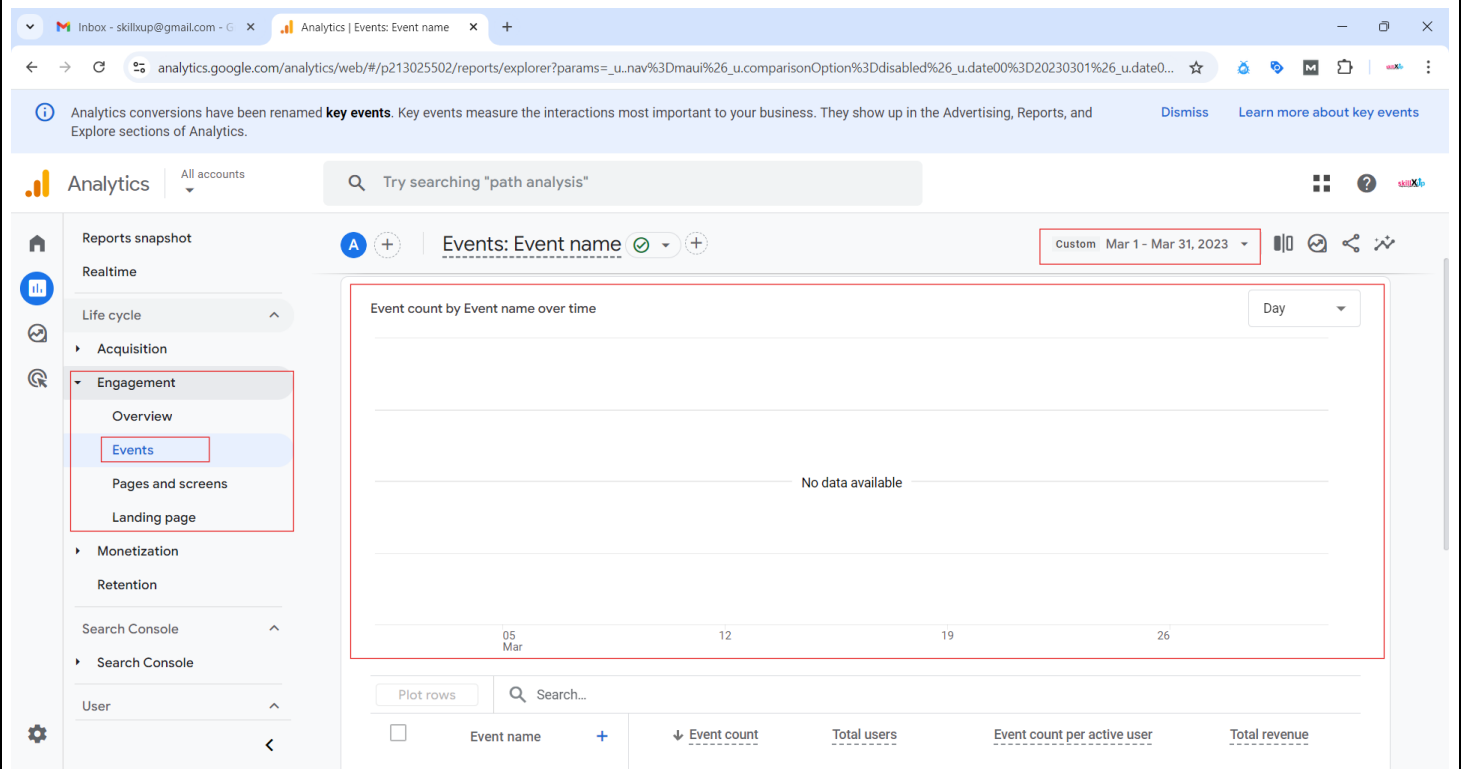 Inbox - skillxup@gmail.com - G
Analytics | Events: Event name
analytics.google.com/analytics/web/#/p213025502/reports/explorer?params=_u..nav%3Dmaui%26_u.comparisonOption%3Ddisabled%26_u.date00%3D20230301%26_u.date0...
M
Analytics conversions have been renamed key events. Key events measure the interactions most important to your business. They show up in the Advertising, Reports, and
Explore sections of Analytics.
Dismiss
Learn more about key events
Analytics
All accounts
Try searching "path analysis"
skillXUp
Reports snapshot
Realtime
Life cycle
Acquisition
Engagement
Overview
Events
Pages and screens
Landing page
Monetization
Retention
Search Console
Search Console
User
A
Events: Event name
Custom Mar 1 - Mar 31, 2023
Event count by Event name over time
Day
No data available
05 12 19 26
Mar
Plot rows
Search...
Event name
Event count
Total users
Event count per active user
Total revenue